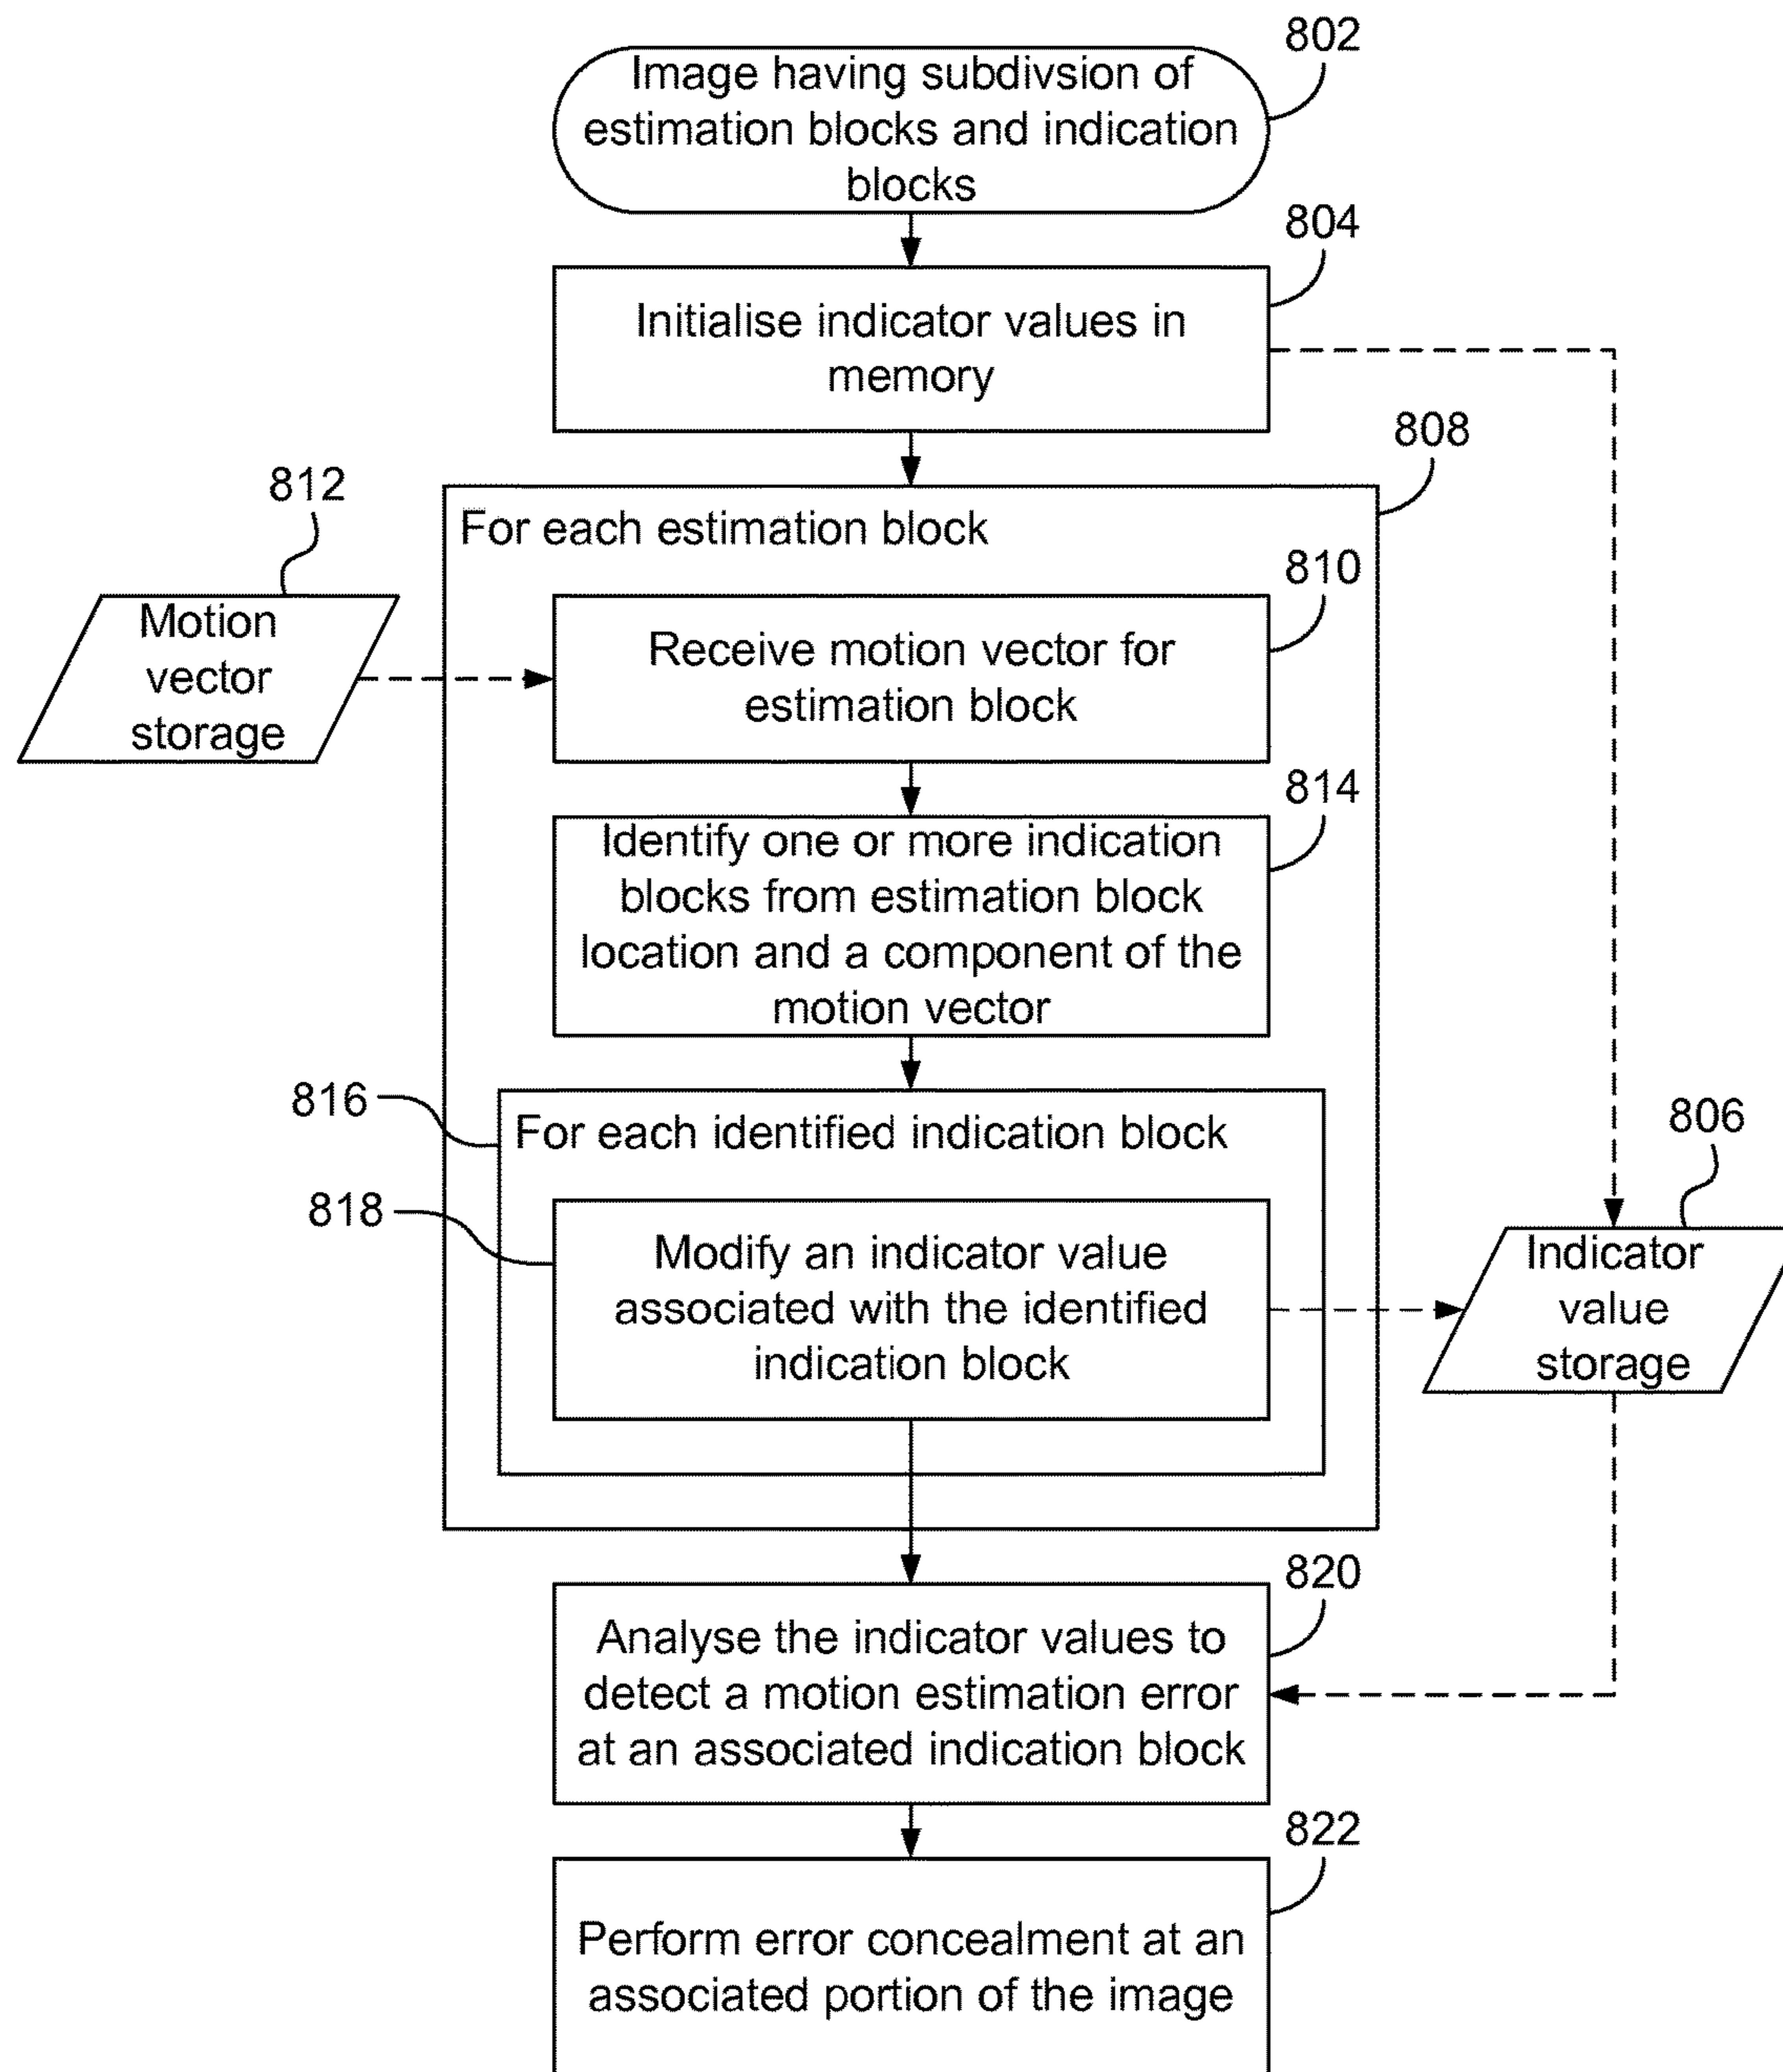 802
Image having subdivsion of
estimation blocks and indication
blocks
804
Initialise indicator values in
memory
808
812
For each estimation block
810
Motion
vector
storage
Receive motion vector for
estimation block
814
Identify one or more indication
blocks from estimation block
location and a component of the
motion vector
816
For each identified indication block
806
818
Modify an indicator value
associated with the identified
indication block
Indicator
value
storage
820
Analyse the indicator values to
detect a motion estimation error
at an associated indication block
822
Perform error concealment at an
associated portion of the image